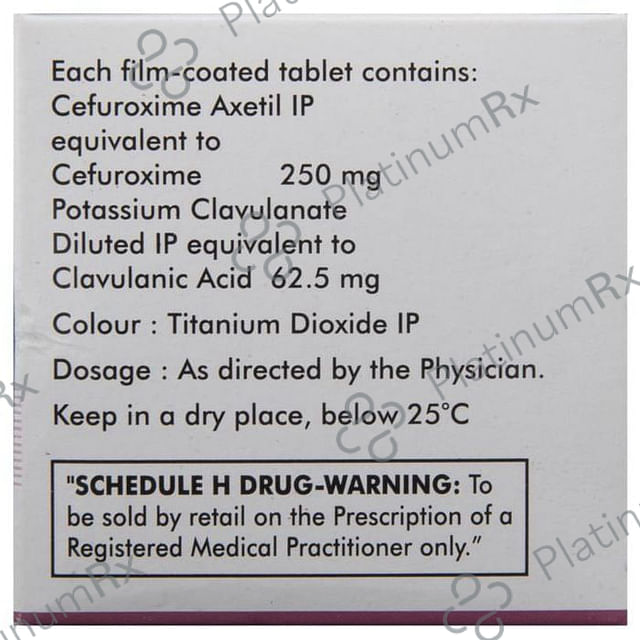 Each film-coated tablet contains:
Cefuroxime Axetil IP
equivalent to
Cefuroxime 250 mg
Potassium Clavulanate
Diluted IP equivalent to
Clavulanic Acid 62.5 mg
Colour : Titanium Dioxide IP
Dosage : As directed by the Physician.
Keep in a dry place, below 25°C
"SCHEDULE H DRUG-WARNING: To
be sold by retail on the Prescription of a
Registered Medical Practitioner only.”
PlatinumRx
PlatinumRx
PlatinumRx